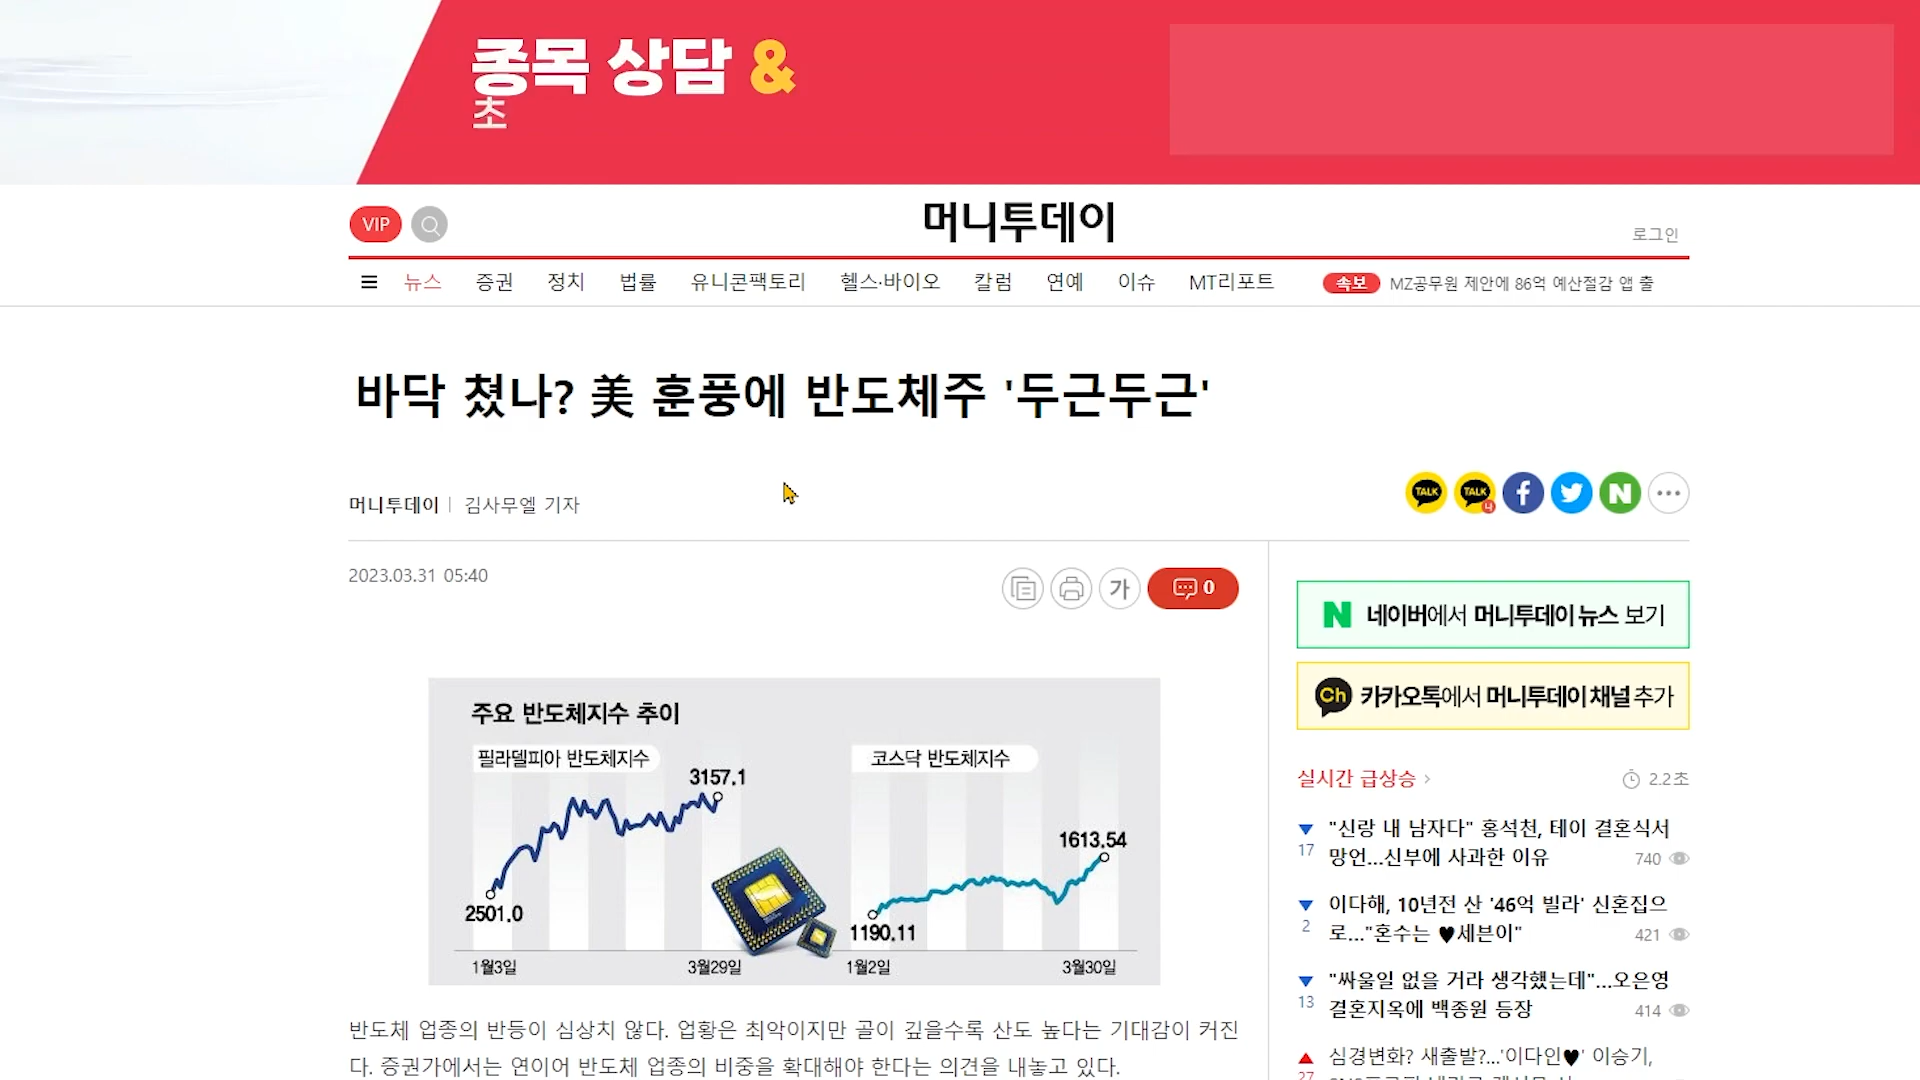 종목 상담 &
초
VIP
머니투데이
로그인
뉴스 증권 정치 법률 유니콘팩토리 헬스·바이오 칼럼 연예 이슈 MT리포트 속보 MZ공무원 제안에 86억 예산절감 앱 출
바닥 쳤나? 美 훈풍에 반도체주 '두근두근'
머니투데이 | 김사무엘 기자
TALK TALK 4 f N
2023.03.31 05:40
가 0
N 네이버에서 머니투데이 뉴스 보기
Ch 카카오톡에서 머니투데이 채널 추가
주요 반도체지수 추이
필라델피아 반도체지수
3157.1
2501.0
1월3일 3월29일
코스닥 반도체지수
1613.54
1190.11
1월2일 3월30일
반도체 업종의 반등이 심상치 않다. 업황은 최악이지만 골이 깊을수록 산도 높다는 기대감이 커진
다. 증권가에서는 연이어 반도체 업종의 비중을 확대해야 한다는 의견을 내놓고 있다.
실시간 급상승 > 2.2초
17 "신랑 내 남자다" 홍석천, 테이 결혼식서
망언...신부에 사과한 이유 740
2 이다해, 10년전 산 '46억 빌라' 신혼집으
로..."혼수는 ♥세븐이" 421
13 "싸울일 없을 거라 생각했는데"...오은영
결혼지옥에 백종원 등장 414
27 심경변화? 새출발?...'이다인♥' 이승기,